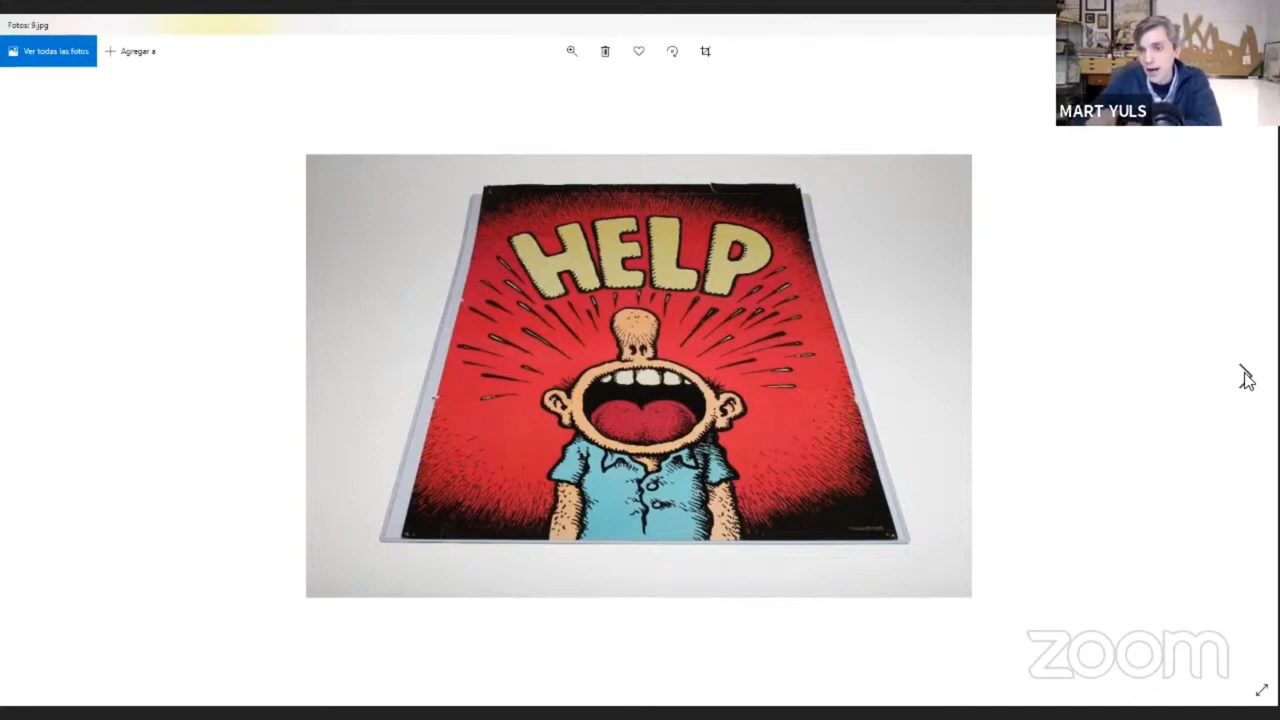 Fotos: 9.jpg
Ver todas las fotos
Agregar a
MART YULS
HELP
zoom